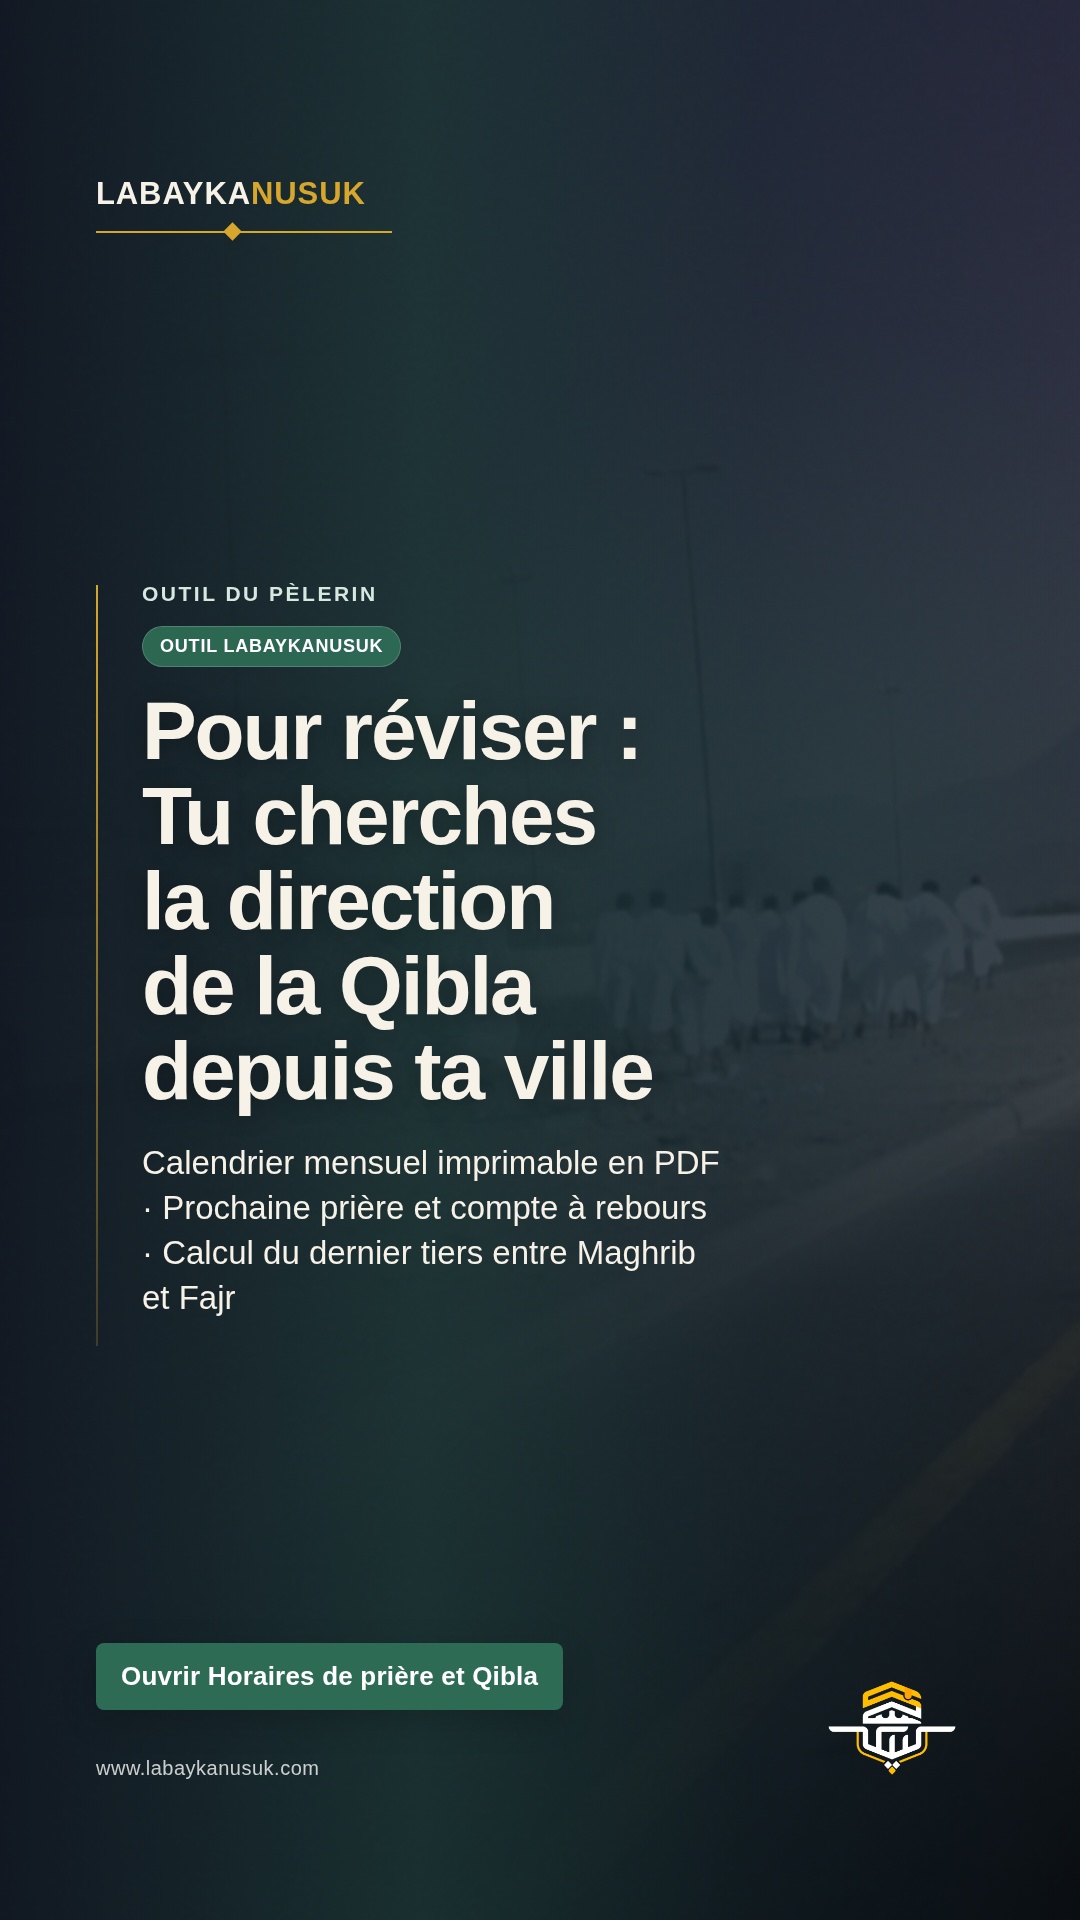 LABAYKANUSUK
OUTIL DU PÈLERIN
OUTIL LABAYKANUSUK
Pour réviser :
Tu cherches
la direction
de la Qibla
depuis ta ville
Calendrier mensuel imprimable en PDF
· Prochaine prière et compte à rebours
· Calcul du dernier tiers entre Maghrib
et Fajr
Ouvrir Horaires de prière et Qibla
www.labaykanusuk.com